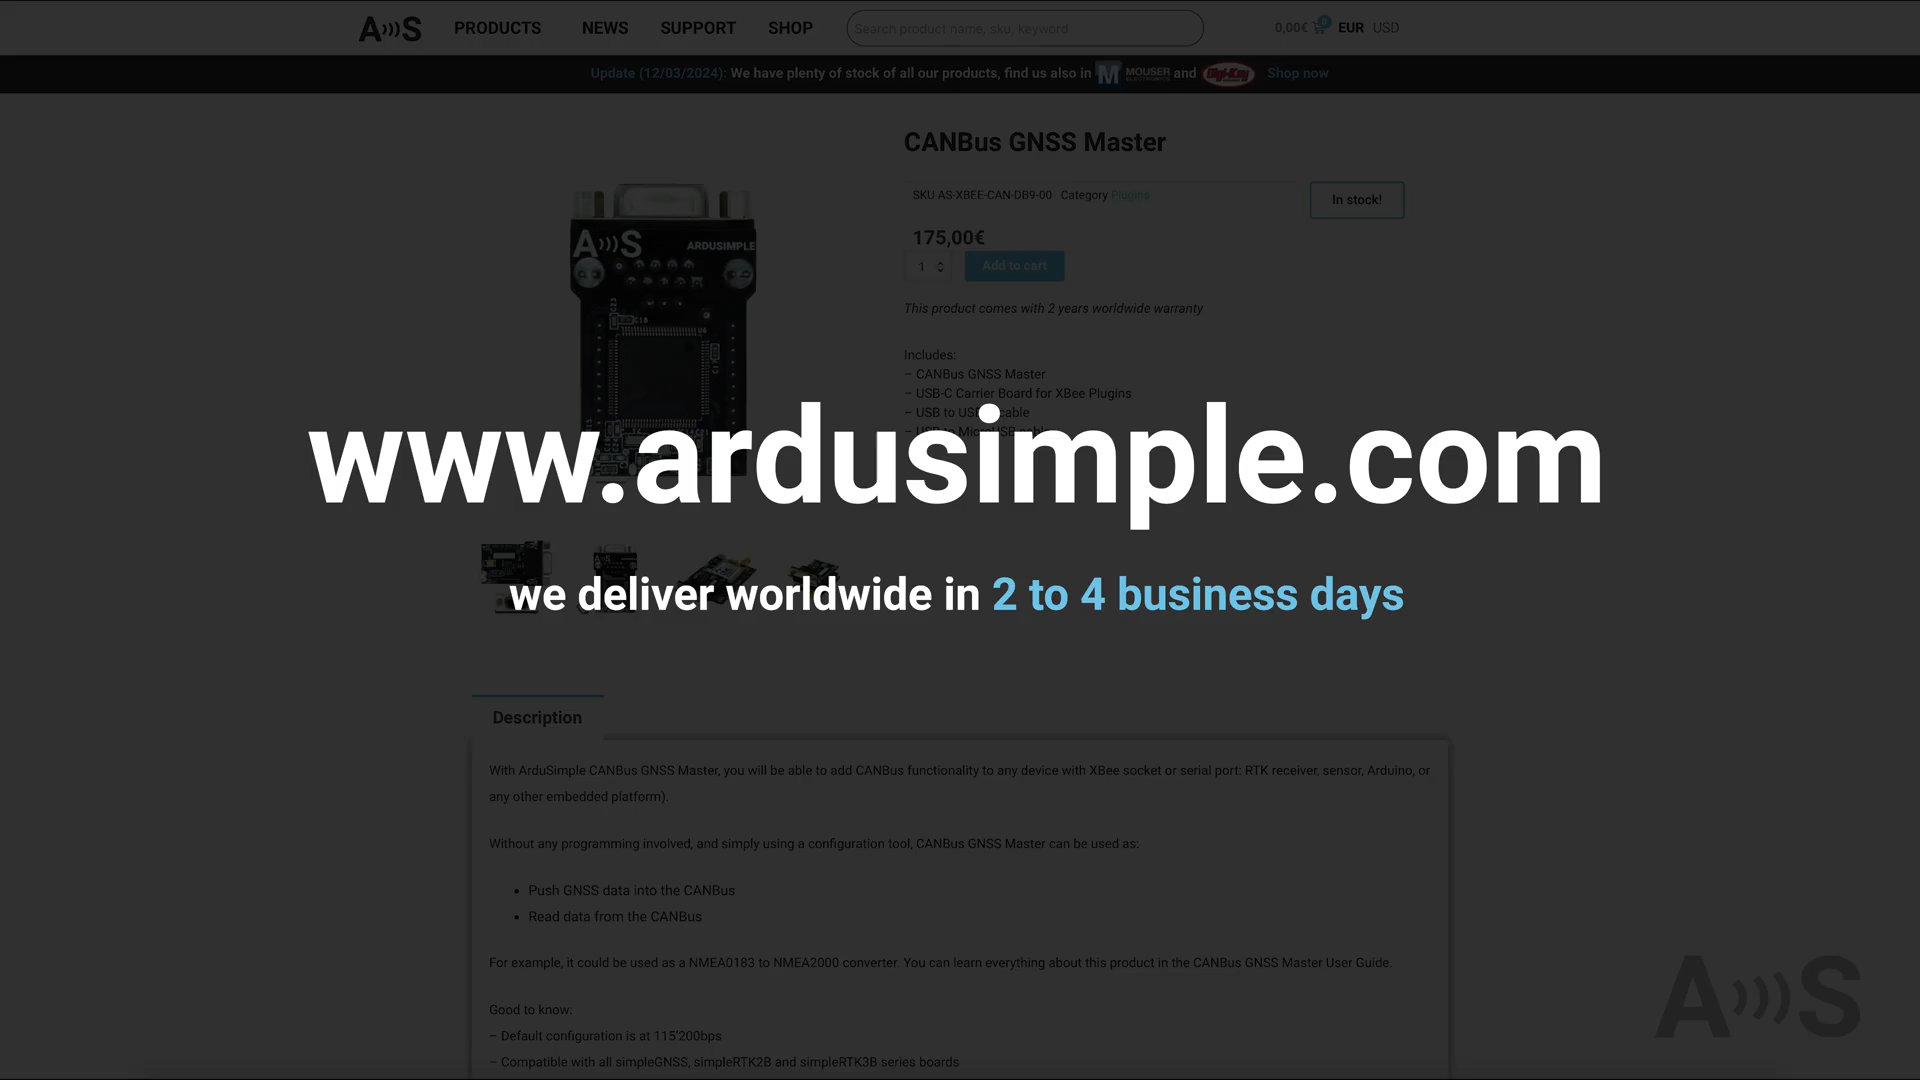 A S PRODUCTS NEWS SUPPORT SHOP Search product name, sku, keyword 0,00€ 0 EUR USD
Update (12/03/2024): We have plenty of stock of all our products, find us also in M MOUSER ELECTRONICS and Digi-Key Shop now
CANBus GNSS Master
SKU AS-XBEE-CAN-DB9-00 Category Plugins
In stock!
A S ARDUSIMPLE
175,00€
1 Add to cart
This product comes with 2 years worldwide warranty
Includes:
– CANBus GNSS Master
– USB-C Carrier Board for XBee Plugins
– USB to USB cable
– USB to MicroUSB cable
www.ardusimple.com
we deliver worldwide in 2 to 4 business days
Description
With ArduSimple CANBus GNSS Master, you will be able to add CANBus functionality to any device with XBee socket or serial port: RTK receiver, sensor, Arduino, or
any other embedded platform).
Without any programming involved, and simply using a configuration tool, CANBus GNSS Master can be used as:
• Push GNSS data into the CANBus
• Read data from the CANBus
For example, it could be used as a NMEA0183 to NMEA2000 converter. You can learn everything about this product in the CANBus GNSS Master User Guide.
Good to know:
– Default configuration is at 115'200bps
– Compatible with all simpleGNSS, simpleRTK2B and simpleRTK3B series boards
A S